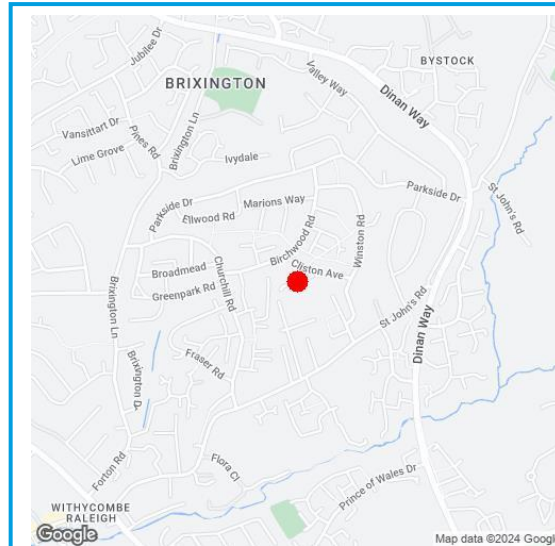 Jubilee Dr
BYSTOCK
BRIXINGTON
Valley Way
Dinan Way
Vansittart Dr
Pines Rd
Brixington Ln
Lime Grove
Ivydale
Parkside Dr
St John's Rd
Marions Way
Parkside Dr
Ellwood Rd
Birchwood Rd
Winston Rd
Broadmead
Cliston Ave
Churchill Rd
Greenpark Rd
Brixington Ln
St John's Rd
Dinan Way
Fraser Rd
Brixington D
Flora Cl
Forton Rd
Prince of Wales Dr
WITHYCOMBE
RALEIGH
Google
Map data ©2024 Google